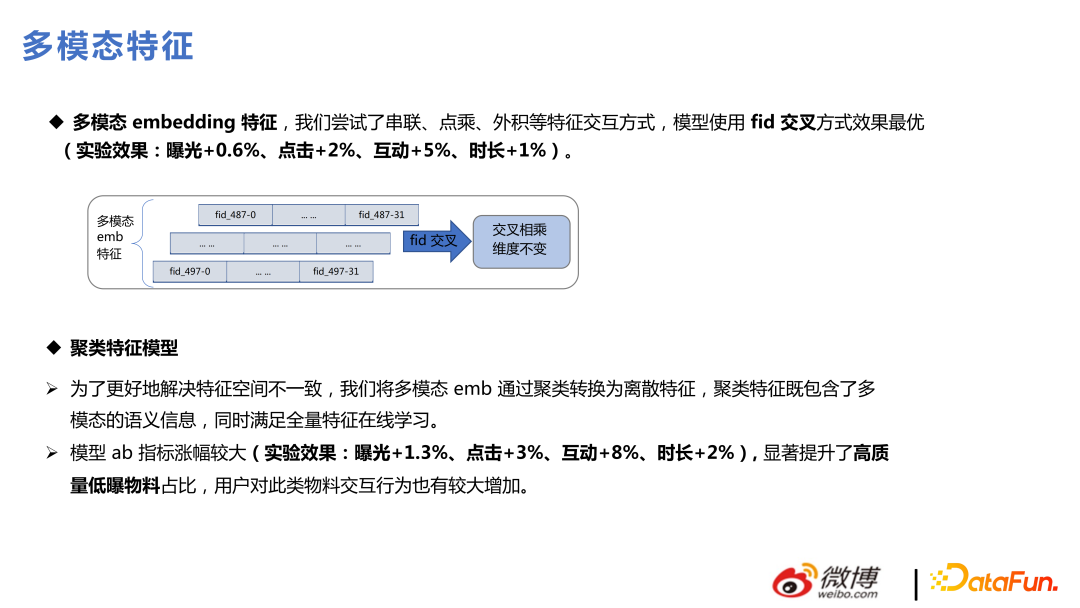 多模态特征
◆ 多模态 embedding 特征，我们尝试了串联、点乘、外积等特征交互方式，模型使用 fid 交叉方式效果最优
（实验效果：曝光+0.6%、点击+2%、互动+5%、时长+1%）。
多模态
emb
特征
fid_487-0 ... ... fid_487-31
... ... ... ... ... ...
fid_497-0 ... ... fid_497-31
fid 交叉
交叉相乘
维度不变
◆ 聚类特征模型
➢ 为了更好地解决特征空间不一致，我们将多模态 emb 通过聚类转换为离散特征，聚类特征既包含了多
模态的语义信息，同时满足全量特征在线学习。
➢ 模型 ab 指标涨幅较大（实验效果：曝光+1.3%、点击+3%、互动+8%、时长+2%）, 显著提升了高质
量低曝物料占比，用户对此类物料交互行为也有较大增加。
微博
weibo.com
DataFun.